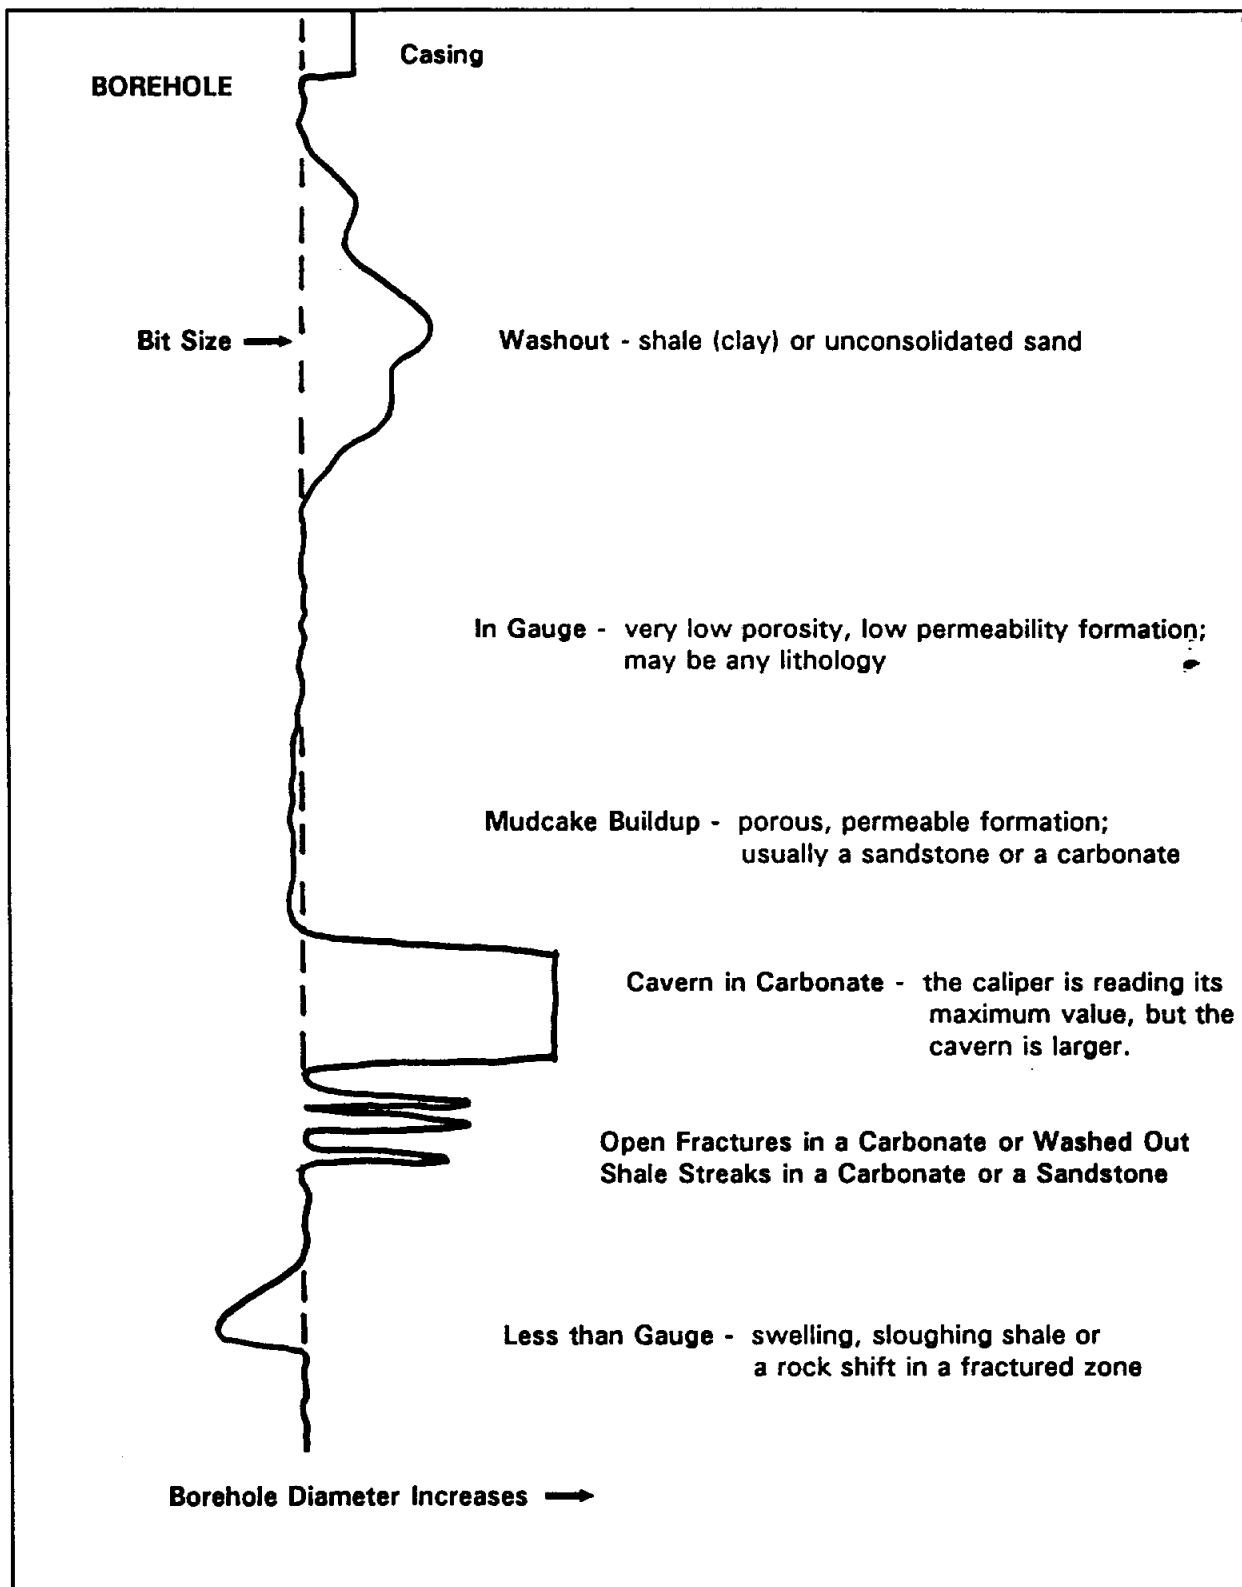 Casing
BOREHOLE
Bit Size
Washout - shale (clay) or unconsolidated sand
In Gauge - very low porosity, low permeability formation;
may be any lithology
Mudcake Buildup - porous, permeable formation;
usually a sandstone or a carbonate
Cavern in Carbonate - the caliper is reading its
maximum value, but the
cavern is larger.
Open Fractures in a Carbonate or Washed Out
Shale Streaks in a Carbonate or a Sandstone
Less than Gauge - swelling, sloughing shale or
a rock shift in a fractured zone
Borehole Diameter Increases